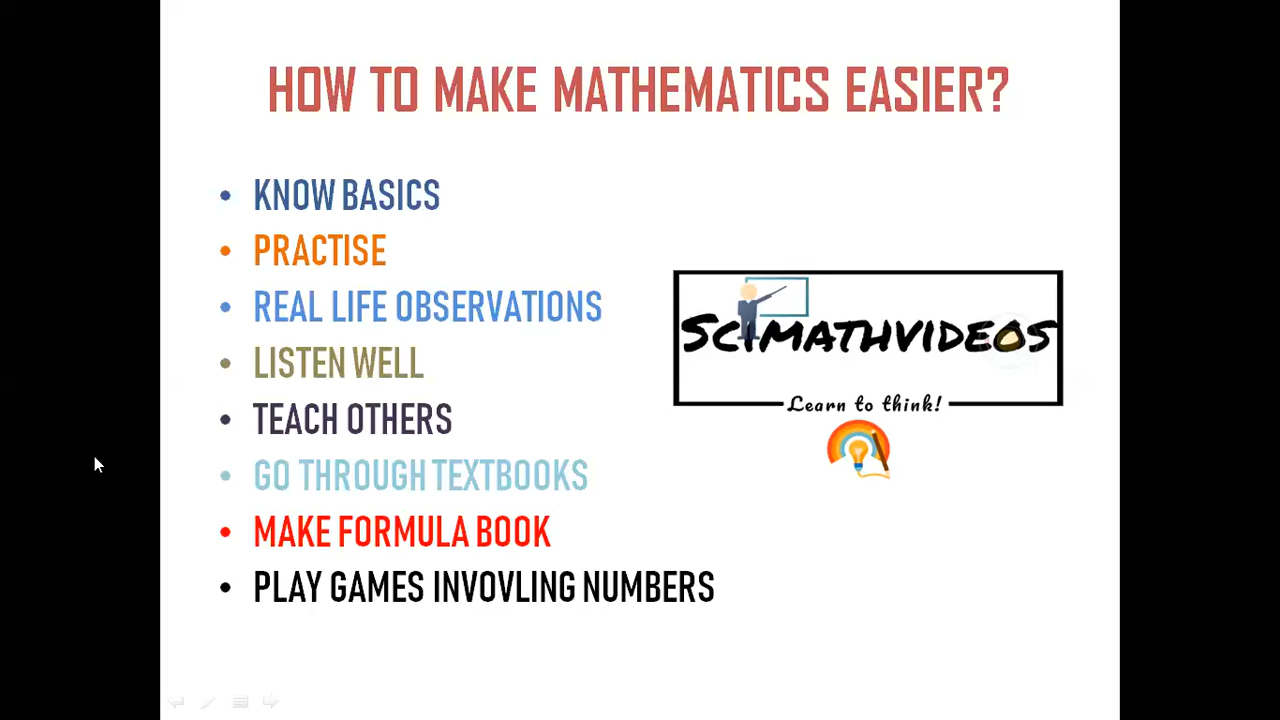 HOW TO MAKE MATHEMATICS EASIER?
• KNOW BASICS
• PRACTISE
• REAL LIFE OBSERVATIONS
• LISTEN WELL
• TEACH OTHERS
• GO THROUGH TEXTBOOKS
• MAKE FORMULA BOOK
• PLAY GAMES INVOVLING NUMBERS
SCIMATHVIDEOS
Learn to think!